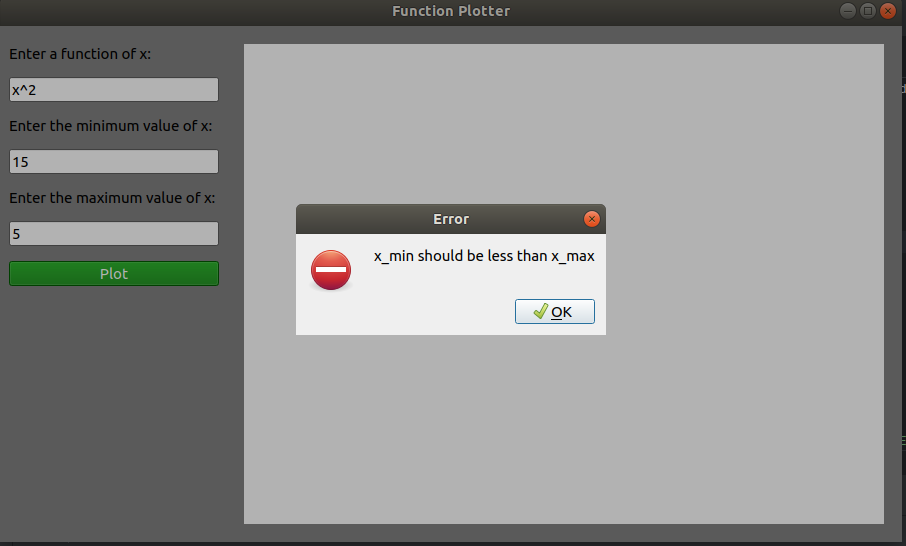 Function Plotter
Enter a function of x:
x^2
Enter the minimum value of x:
15
Enter the maximum value of x:
5
Plot
Error
x_min should be less than x_max
OK